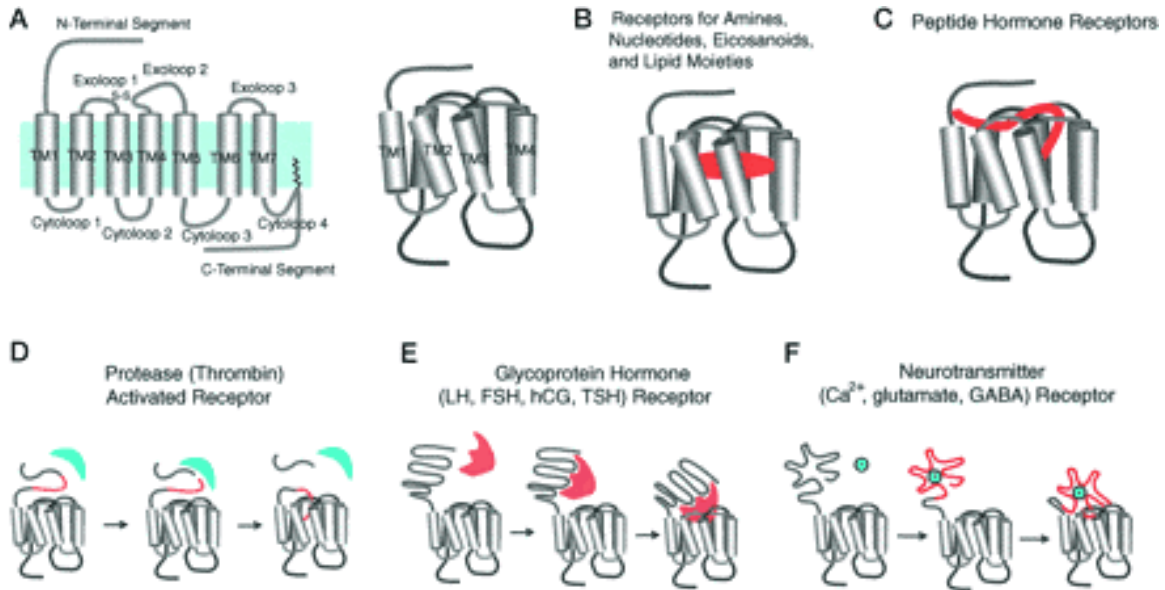 A
N-Terminal Segment
Exoloop 1
S-S
Exoloop 2
Exoloop 3
TM1 TM2 TM3 TM4 TM5 TM6 TM7
Cytoloop 1
Cytoloop 2
Cytoloop 3
Cytoloop 4
C-Terminal Segment
TM1 TM2 TM3 TM4
B
Receptors for Amines,
Nucleotides, Eicosanoids,
and Lipid Moieties
C
Peptide Hormone Receptors
D
Protease (Thrombin)
Activated Receptor
E
Glycoprotein Hormone
(LH, FSH, hCG, TSH) Receptor
F
Neurotransmitter
(Ca²⁺, glutamate, GABA) Receptor